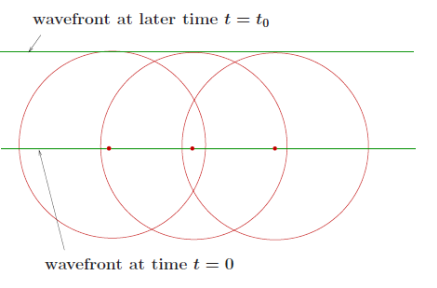 wavefront at later time t = t₀
wavefront at time t = 0